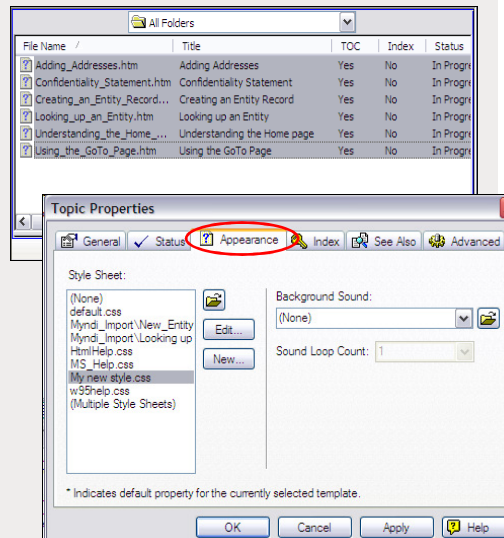 All Folders
File Name / Title TOC Index Status
Adding_Addresses.htm Adding Addresses Yes No In Progre
Confidentiality_Statement.htm Confidentiality Statement Yes No In Progre
Creating_an_Entity_Record... Creating an Entity Record Yes No In Progre
Looking_up_an_Entity.htm Looking up an Entity Yes No In Progre
Understanding_the_Home_... Understanding the Home page Yes No In Progre
Using_the_GoTo_Page.htm Using the GoTo Page Yes No In Progre
Topic Properties
General Status Appearance Index See Also Advanced
Style Sheet:
(None)
default.css
Myndi_Import\New_Entity
Myndi_Import\Looking up
HtmlHelp.css
MS_Help.css
My new style.css
w95help.css
(Multiple Style Sheets)
Edit...
New...
Background Sound:
(None)
Sound Loop Count: 1
* Indicates default property for the currently selected template.
OK Cancel Apply Help